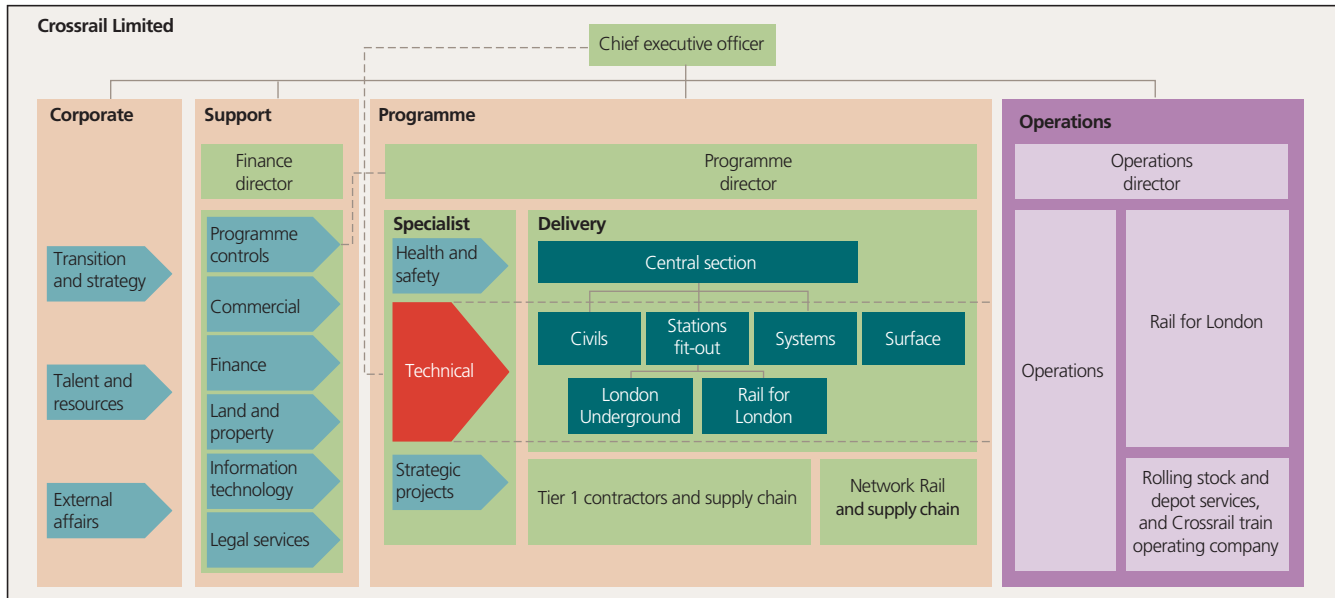 Crossrail Limited
Chief executive officer
Corporate
Transition
and strategy
Talent and
resources
External
affairs
Support
Finance
director
Programme
controls
Commercial
Finance
Land and
property
Information
technology
Legal services
Programme
Programme
director
Specialist
Health and
safety
Technical
Strategic
projects
Delivery
Central section
Civils
Stations
fit-out
Systems
Surface
London
Underground
Rail for
London
Tier 1 contractors and supply chain
Network Rail
and supply chain
Operations
Operations
director
Operations
Rail for London
Rolling stock and
depot services,
and Crossrail train
operating company